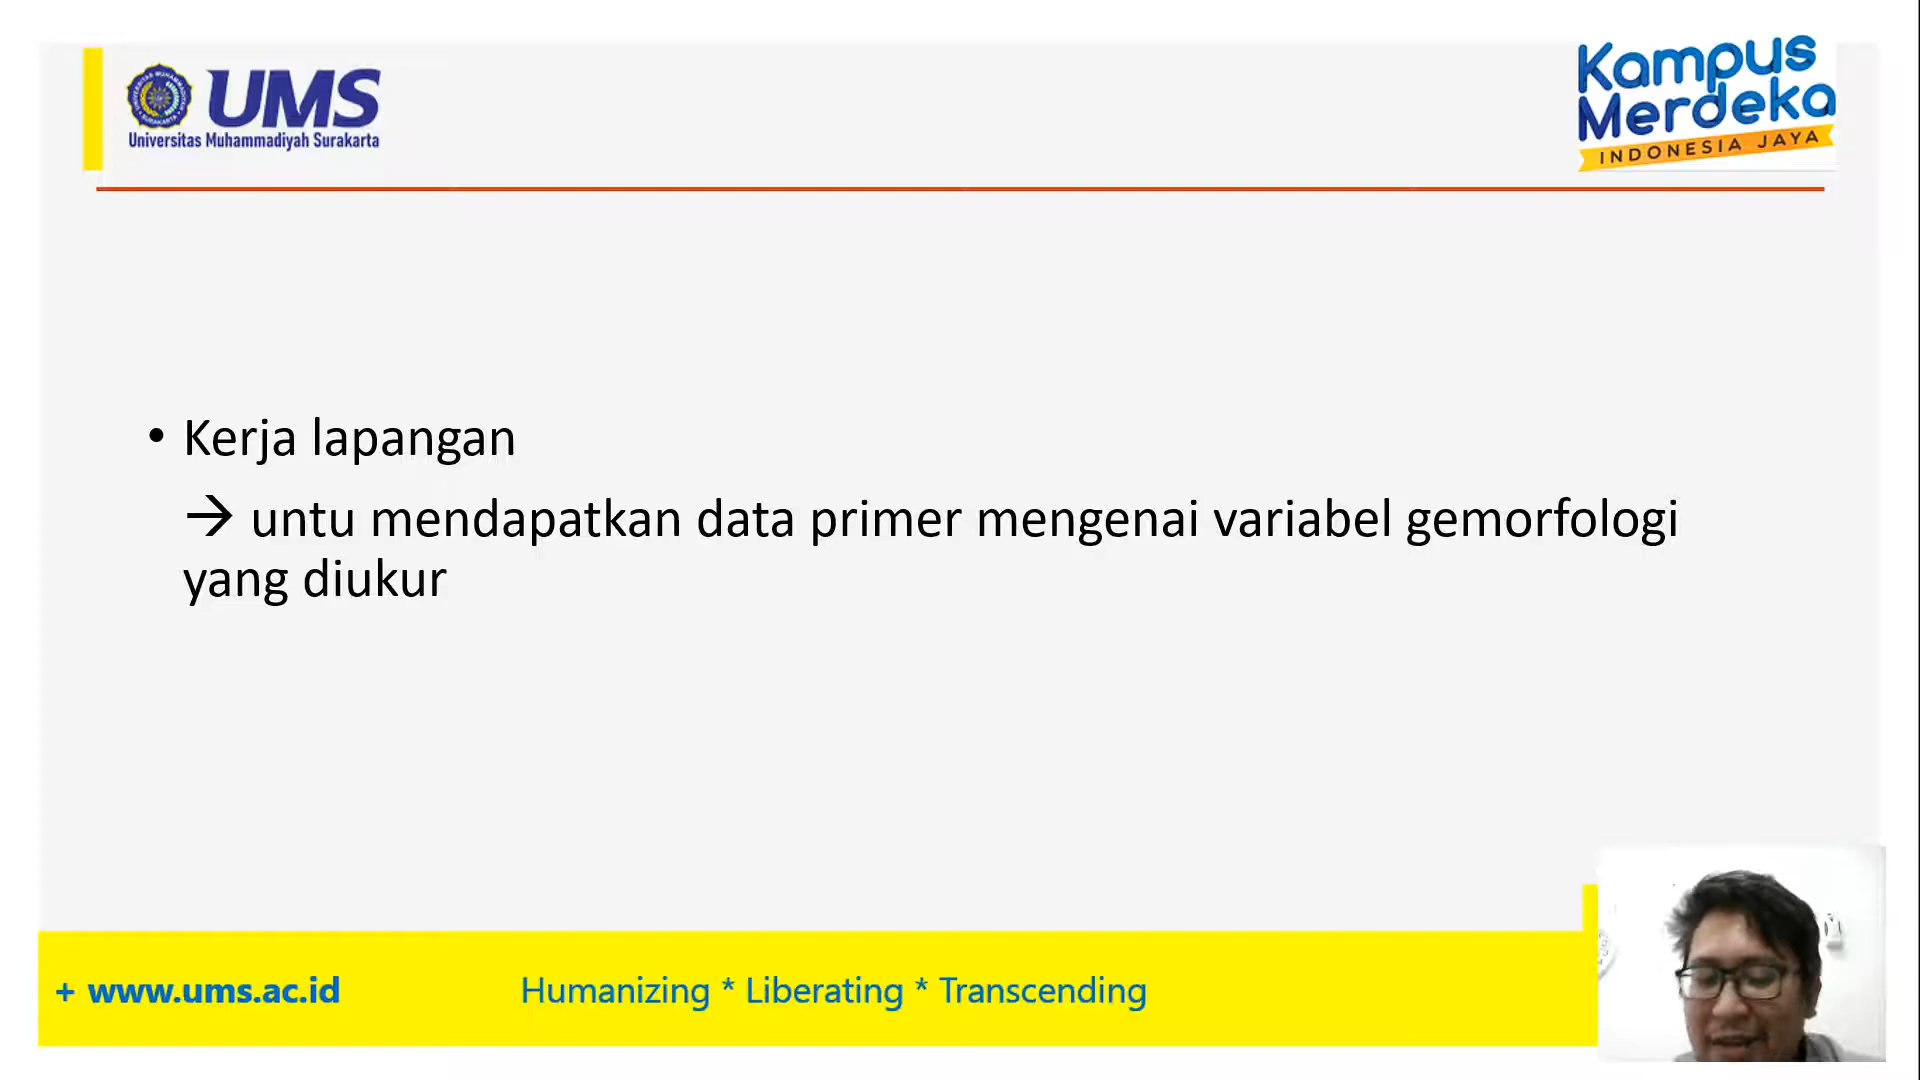 UMS
Universitas Muhammadiyah Surakarta
Kampus
Merdeka
INDONESIA JAYA
• Kerja lapangan
→ untu mendapatkan data primer mengenai variabel gemorfologi
yang diukur
+ www.ums.ac.id
Humanizing * Liberating * Transcending